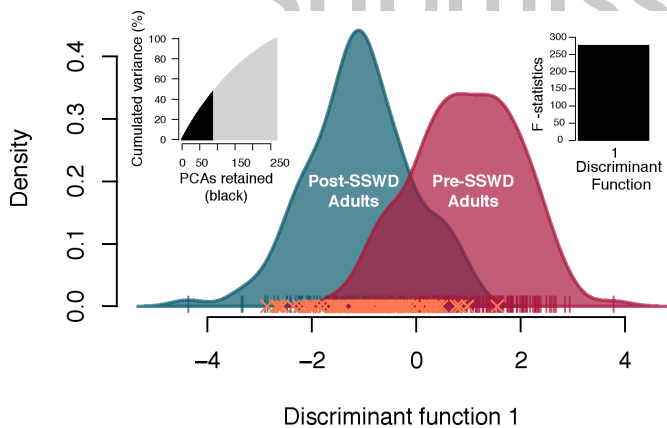 Cumulated variance (%)
100
80
60
40
20
0
0 50 150 250
PCAs retained
(black)
F -statistics
300
250
200
150
100
50
0
1
Discriminant
Function
Density
0.4
0.3
0.2
0.1
0.0
Post-SSWD
Adults
Pre-SSWD
Adults
−4 −2 0 2 4
Discriminant function 1